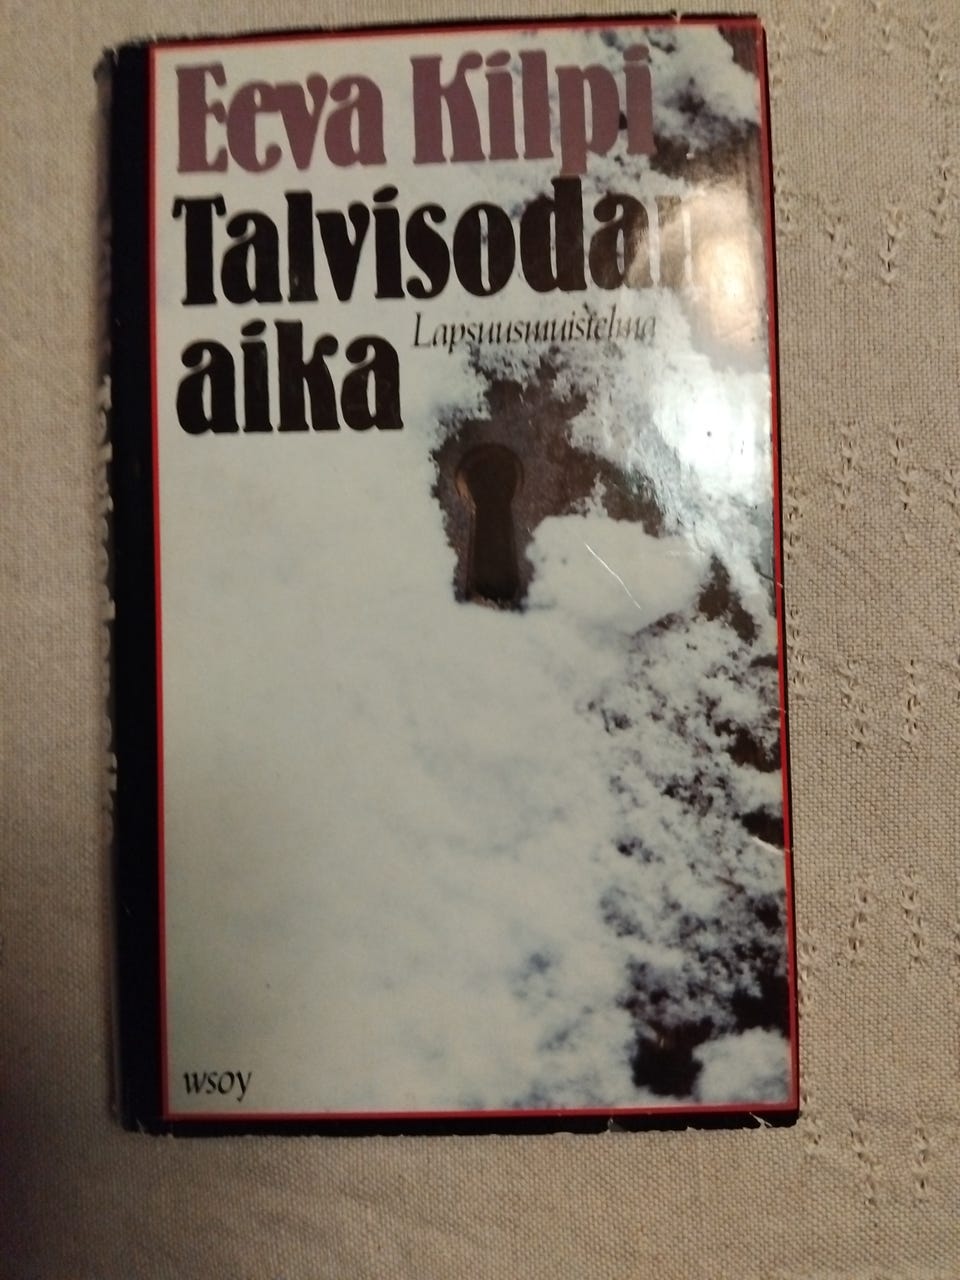 Eeva Kilpi
Talvisodan
aika
Lapsuusmuistelma
wsoy